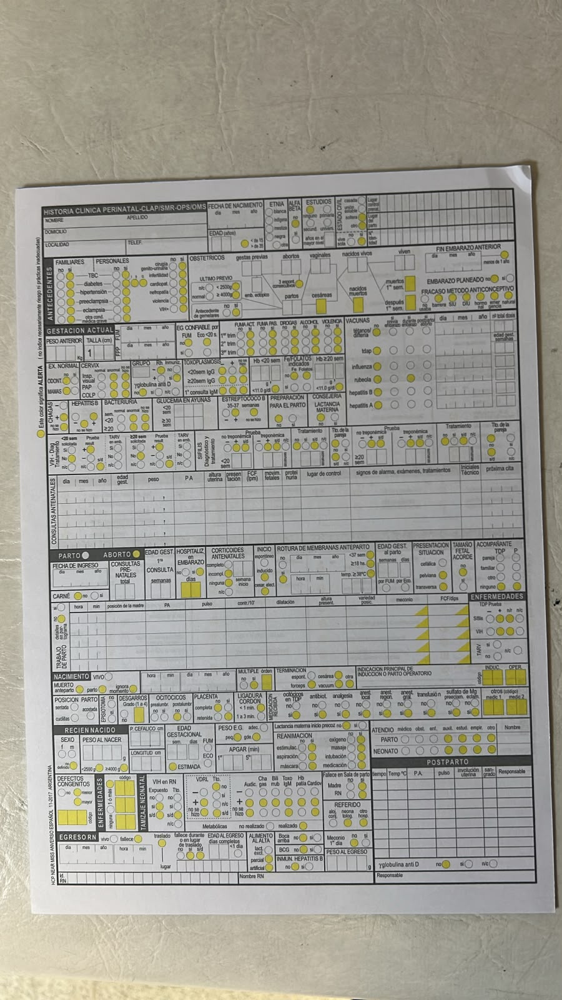 HISTORIA CLINICA PERINATAL-CLAP/SMR-OPS/OMS
NOMBRE APELLIDO
DOMICILIO
LOCALIDAD TELEF.
FECHA DE NACIMIENTO
día mes año
EDAD (años)
< de 15
> de 35
ETNIA
blanca
indígena
mestiza
negra
otra
ALFA BETA
no
si
ESTUDIOS
ninguno primaria
secund. univers.
años en el mayor nivel
ESTADO CIVIL
casada
unión estable
soltera
otro
vive sola no si
Lugar control prenat.
Lugar del parto
N° Iden- tidad
Este color significa ALERTA (no indica necesariamente riesgo ni prácticas inadecuadas)
ANTECEDENTES
FAMILIARES
no si
PERSONALES
no si
TBC
diabetes
hipertensión
preeclampsia
eclampsia
otra cond. médica grave
no si
cirugía genito-urinaria
infertilidad
cardiopat.
nefropatía
violencia
VIH+
OBSTETRICOS
gestas previas
abortos
vaginales
nacidos vivos
viven
ULTIMO PREVIO
n/c < 2500g
normal ≥ 4000g
Antecedente de gemelares no si
emb. ectópico
3 espont. consecutivos
partos
cesáreas
nacidos muertos
muertos 1ª sem.
después 1ª sem.
FIN EMBARAZO ANTERIOR
día mes año
menos de 1 año
EMBARAZO PLANEADO no si
FRACASO METODO ANTICONCEPTIVO
no usaba barrera SIU DIU hormo nal emer gencia natural
GESTACION ACTUAL
PESO ANTERIOR
Kg
TALLA (cm)
1
FUM
día mes año
FPP
día mes año
EG CONFIABLE por
FUM Eco <20 s.
no
si
FUMA ACT. FUMA PAS. DROGAS ALCOHOL VIOLENCIA
no si no si no si no si no si
1er trim
2° trim
3er trim
VACUNAS
previa
durante embarazo
postparto aborto
día mes año
n° total dosis
edad gest. semanas
tétanos/ difteria
tdap
influenza
rubeola
hepatitis B
hepatitis A
EX. NORMAL
no si
ODONT.
MAMAS
CERVIX
normal anormal no se hizo
Insp. visual
PAP
COLP
GRUPO
Rh
Inmuniz.
γglobulina anti D
no si n/c
TOXOPLASMOSIS
- + no se hizo
<20sem IgG
≥20sem IgG
1ª consulta IgM
Hb <20 sem
g
<11.0 g/dl
Fe/FOLATOS indicados
Fe Folatos
no
si
Hb ≥20 sem
g
<11.0 g/dl
CHAGAS
-
+
no se hizo
HEPATITIS B
- +
no se hizo
BACTERIURIA
sem. normal anormal no se hizo
<20
≥20
GLUCEMIA EN AYUNAS
<20 sem
≥30 sem
ESTREPTOCOCO B
35-37 semanas
- + no se hizo
PREPARACIÓN PARA EL PARTO
no si
CONSEJERIA LACTANCIA MATERNA
no si
VIH - Diag Tratamiento
<20 sem solicitada
Si
No
n/c
Prueba result
+
-
s/d
n/c
TARV en emb.
Si
No
n/c
≥20 sem solicitada
Si
No
n/c
Prueba result
+
-
s/d
n/c
TARV en emb.
Si
No
n/c
SIFILIS
Diagnóstico y tratamiento
Prueba
no treponémica treponémica
Tratamiento
Tto. de la pareja
<20 sem
semanas
Prueba
no treponémica treponémica
Tratamiento
Tto. de la pareja
≥20 sem
semanas
CONSULTAS ANTENATALES
día mes año edad gest. peso PA altura uterina presen tación FCF (lpm) movim. fetales protei nuria lugar de control signos de alarma, exámenes, tratamientos Iniciales Técnico próxima cita
PARTO ABORTO
FECHA DE INGRESO
día mes año
CARNÉ no si
CONSULTAS PRE- NATALES
total
EDAD GEST.
1ra CONSULTA
semanas
HOSPITALIZ en EMBARAZO
no si
días
CORTICOIDES ANTENATALES
completo
incompl.
ninguna
n/c
semana inicio
INICIO
espontáneo
inducido
cesar. elect.
ROTURA DE MEMBRANAS ANTEPARTO
no
si
día mes año
hora min
<37 sem
≥18 hs.
temp. ≥ 38°C
EDAD GEST. al parto
semanas días
por FUM por Eco.
PRESENTACION SITUACION
cefálica
pelviana
transversa
TAMAÑO FETAL ACORDE
no
si
ACOMPAÑANTE
TDP P
pareja
familiar
otro
ninguno
TRABAJO DE PARTO
detalles en par- tograma
si
no
hora min posición de la madre PA pulso contr./10' dilatación altura present. variedad posic. meconio FCF/dips
ENFERMEDADES
TDP Prueba
- + n/r n/c
Sífilis
VIH
TARV
si
no
n/c
NACIMIENTO VIVO
MUERTO
anteparto parto ignora momento
hora min día mes año
MULTIPLE orden
no si
TERMINACION
espont. cesárea otra
forceps vacuum
INDICACION PRINCIPAL DE INDUCCION O PARTO OPERATORIO
código
INDUC. OPER.
POSICION PARTO
sentada
acostada
cuclillas
EPISIOTOMIA
no
si
DESGARROS
Grado (1 a 4)
no
OCITOCICOS
prealumbr. postalumbr
no si no si
PLACENTA
no si
completa
retenida
LIGADURA CORDON
< 1 min.
1 a 3 min.
MEDICACION RECIBIDA
ocitócicos en TDP
antibiot.
analgesia
anest. local
anest. region.
anest. gral.
transfusión
sulfato de Mg
preeclam. eclam.
otros (código)
medic 1 medic 2
RECIEN NACIDO
SEXO
f m
no definido
PESO AL NACER
g
<2500 g ≥4000 g
P. CEFALICO cm
LONGITUD cm
EDAD GESTACIONAL
sem. días
FUM
ECO
ESTIMADA
PESO E.G. adec.
peq. gde
APGAR (min)
1er
5to
Lactancia materna inicio precoz no si
REANIMACION
no si
estimulac.
aspiración
máscara
oxígeno
masaje
intubación
medicación
ATENDIO médico obst. enf. auxil. estud. empir. otro Nombre
PARTO
NEONATO
POSTPARTO
tiempo Temp °C P.A. pulso involución uterina san- grado Responsable
DEFECTOS CONGENITOS
no
menor
mayor
código
ENFERMEDADES
ninguna 1 ó más
código
TAMIZAJE NEONATAL
VIH en RN
Expuesto Tto.
no no
si si
s/d s/d
n/c
VDRL Tto.
- no
+ si
no se hizo n/c
s/d
Audic. Cha gas Bili rrub Toxo IgM Hb patía Cardiov
-
+
no se hizo
Metabólicas no realizado realizado
Fallece en Sala de parto
no si
Madre
RN
REFERIDO
aloj. conj. neona tolog. otro hosp.
EGRESO RN vivo fallece
día mes año hora min
traslado
lugar
fallece durante o en lugar de traslado
no si s/d
EDAD AL EGRESO
días completos
<1 día
ALIMENTO AL ALTA
lact. excl.
parcial
artificial
Boca arriba no si
BCG no si
INMUN. HEPATITIS B
no si
Meconio 1er día
no si
PESO AL EGRESO
g
γglobulina anti D no si n/c
Id. RN
Nombre RN
Responsable
HCP NEAR MISS ANVERSO ESPAÑOL 11-2017 ARGENTINA